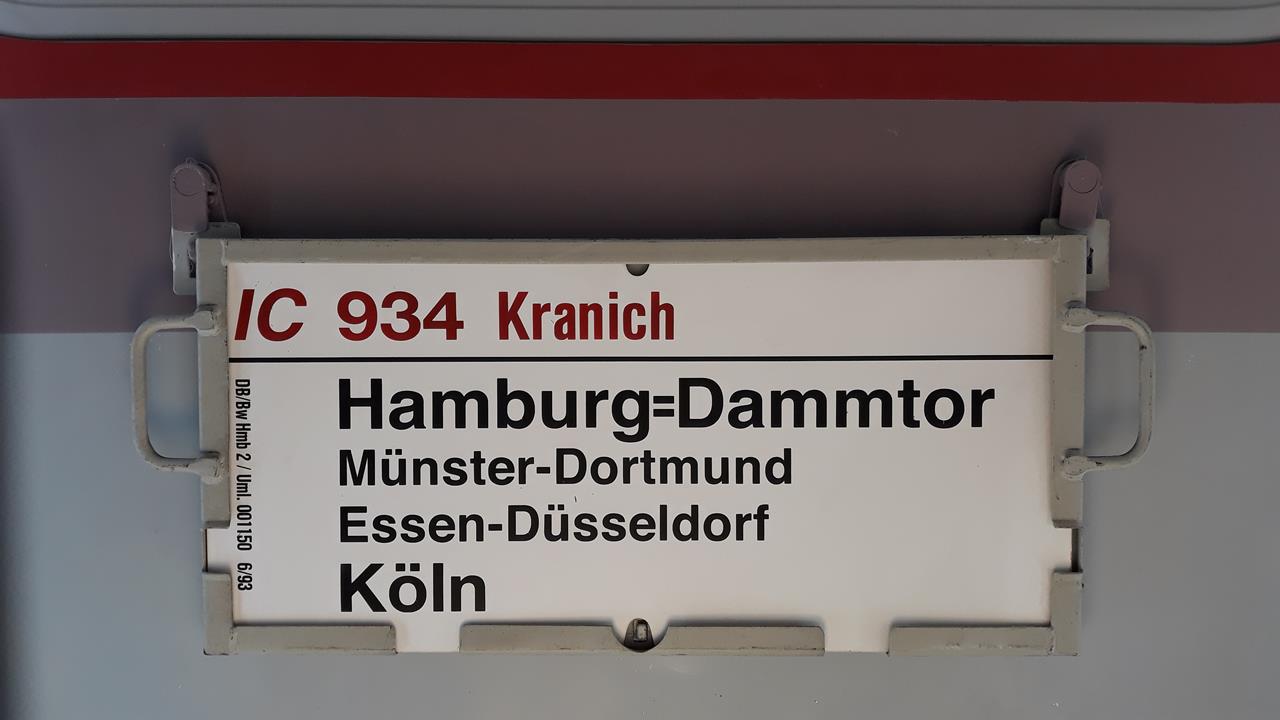 IC 934 Kranich
Hamburg=Dammtor
Münster-Dortmund
Essen-Düsseldorf
Köln
DB/Bw Hmb 2 / Uml. 001150 6/93